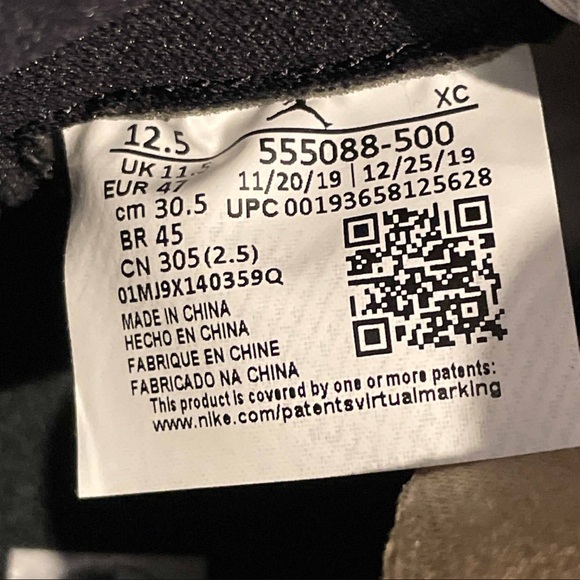 12.5
XC
UK 11.5
555088-500
EUR 47
11/20/19 | 12/25/19
cm 30.5
UPC 00193658125628
BR 45
CN 305(2.5)
01MJ9X140359Q
MADE IN CHINA
HECHO EN CHINA
FABRIQUE EN CHINE
FABRICADO NA CHINA
This product is covered by one or more patents:
www.nike.com/patentsvirtualmarking